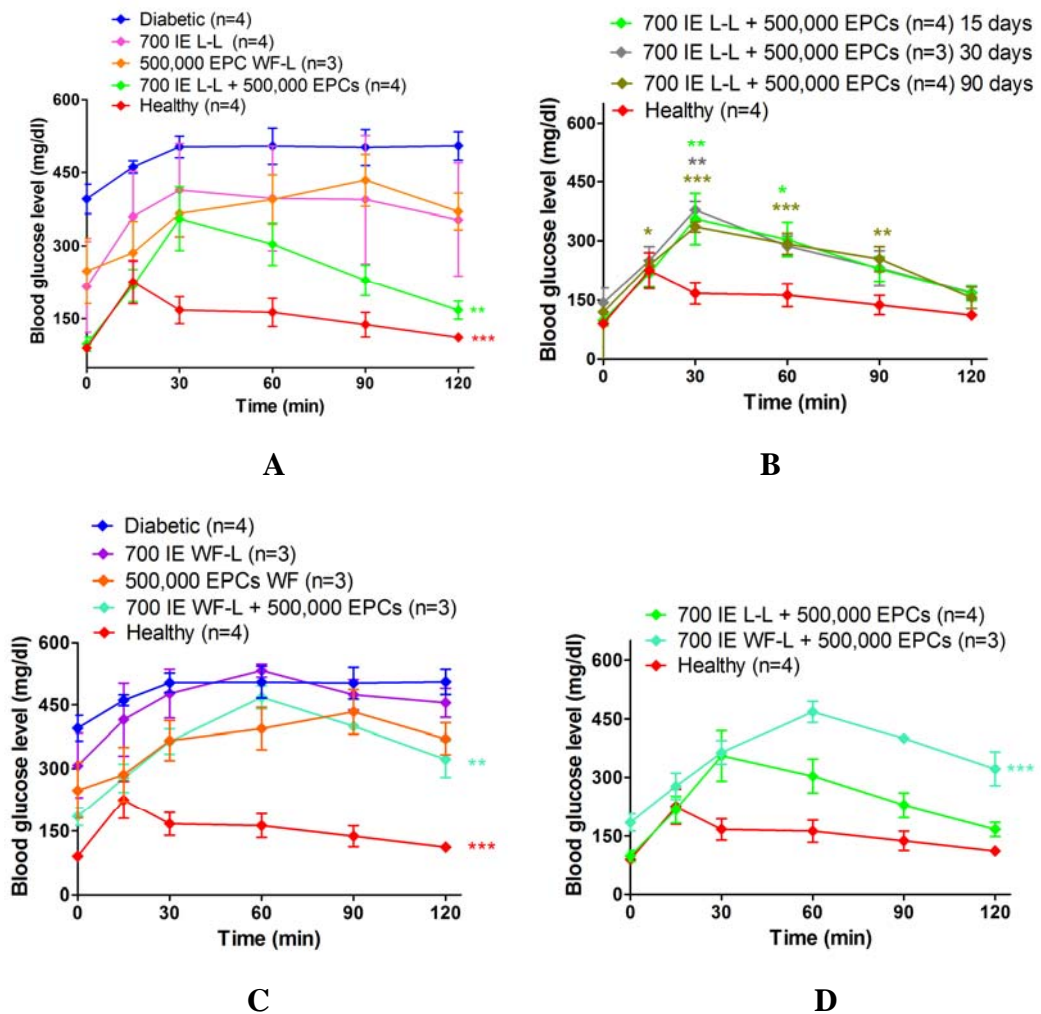 Diabetic (n=4)
700 IE L-L (n=4)
500,000 EPC WF-L (n=3)
700 IE L-L + 500,000 EPCs (n=4)
Healthy (n=4)
600
450
300
150
Blood glucose level (mg/dl)
**
***
0 30 60 90 120
Time (min)
A
700 IE L-L + 500,000 EPCs (n=4) 15 days
700 IE L-L + 500,000 EPCs (n=3) 30 days
700 IE L-L + 500,000 EPCs (n=4) 90 days
Healthy (n=4)
600
450
300
150
0
Blood glucose level (mg/dl)
*
**
**
***
*
***
**
0 30 60 90 120
Time (min)
B
Diabetic (n=4)
700 IE WF-L (n=3)
500,000 EPCs WF (n=3)
700 IE WF-L + 500,000 EPCs (n=3)
Healthy (n=4)
600
450
300
150
0
Blood glucose level (mg/dl)
**
***
0 30 60 90 120
Time (min)
C
700 IE L-L + 500,000 EPCs (n=4)
700 IE WF-L + 500,000 EPCs (n=3)
Healthy (n=4)
600
450
300
150
0
Blood glucose level (mg/dl)
***
0 30 60 90 120
Time (min)
D